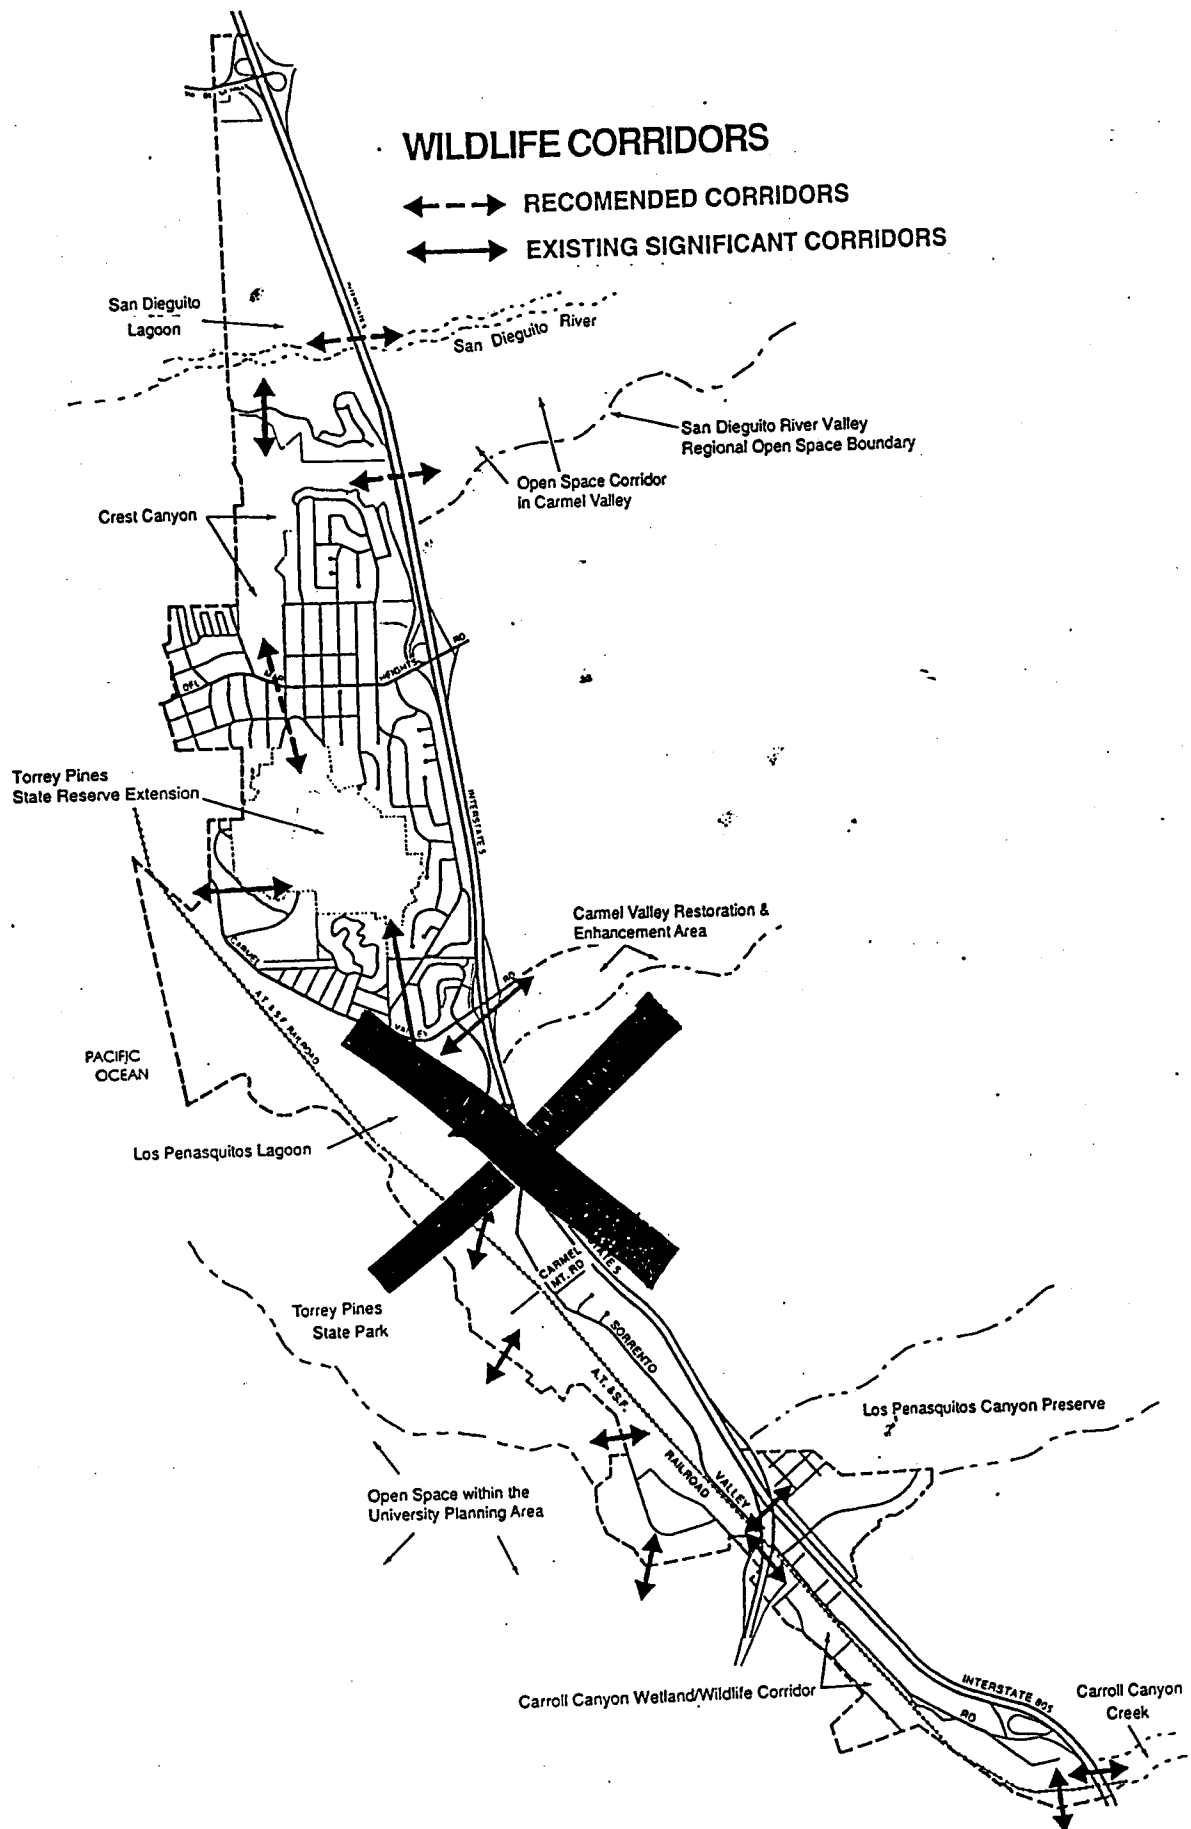 WILDLIFE CORRIDORS
RECOMENDED CORRIDORS
EXISTING SIGNIFICANT CORRIDORS
San Dieguito
Lagoon
San Dieguito River
San Dieguito River Valley
Regional Open Space Boundary
Open Space Corridor
in Carmel Valley
Crest Canyon
DEL
HEIGHTS
RD
Torrey Pines
State Reserve Extension
INTERSTATE 5
Carmel Valley Restoration &
Enhancement Area
CARMEL
VALLEY
RD
A.T. & S.F. RAILROAD
PACIFIC
OCEAN
Los Penasquitos Lagoon
CARMEL
MT. RD
STATE 5
Torrey Pines
State Park
SORRENTO
A.T. & S.F.
Los Penasquitos Canyon Preserve
VALLEY
RAILROAD
Open Space within the
University Planning Area
Carroll Canyon Wetland/Wildlife Corridor
INTERSTATE 805
RD
Carroll Canyon
Creek